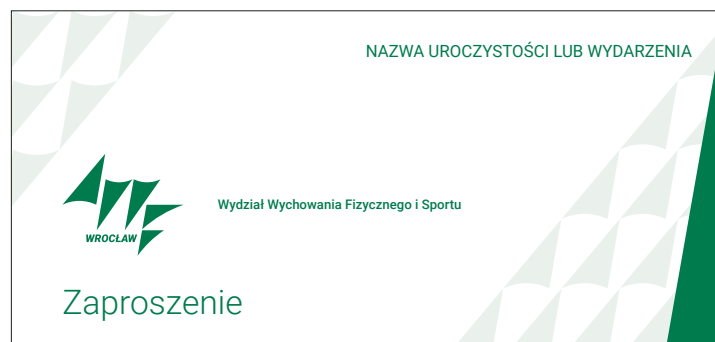 NAZWA UROCZYSTOŚCI LUB WYDARZENIA
Wydział Wychowania Fizycznego i Sportu
WROCŁAW
Zaproszenie